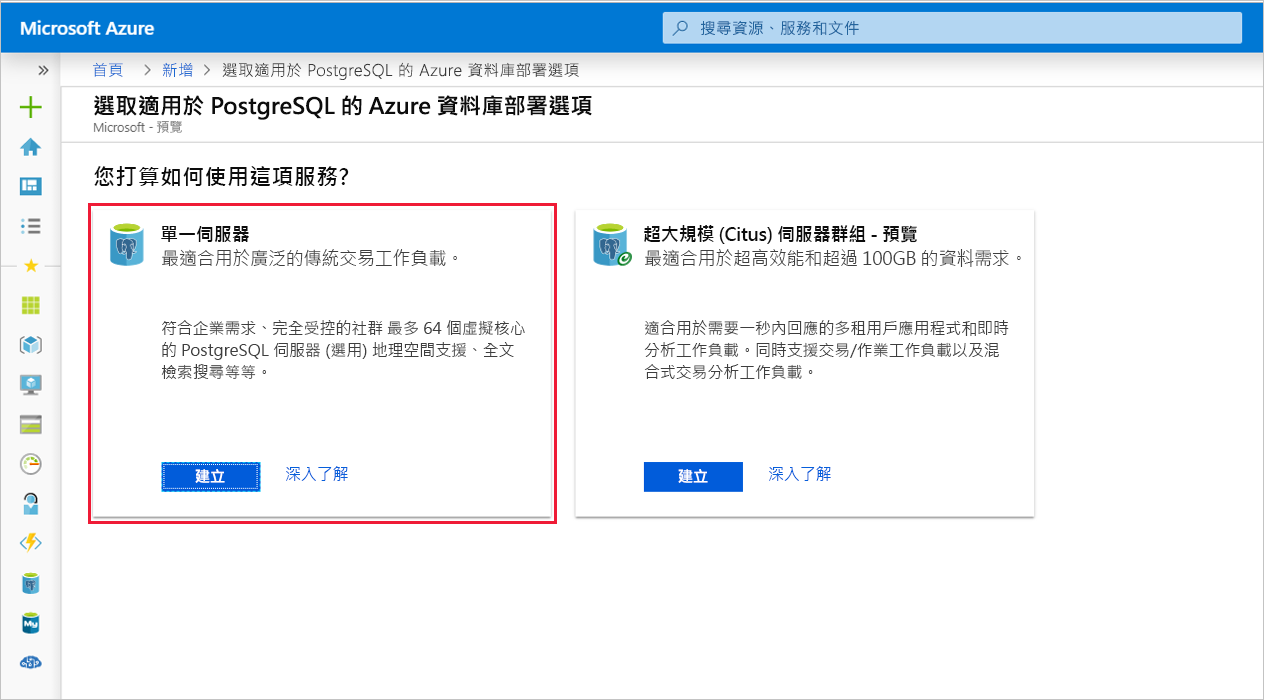 Microsoft Azure
搜尋資源、服務和文件
首頁 > 新增 > 選取適用於 PostgreSQL 的 Azure 資料庫部署選項
選取適用於 PostgreSQL 的 Azure 資料庫部署選項
Microsoft - 預覽
您打算如何使用這項服務?
單一伺服器
最適合用於廣泛的傳統交易工作負載。
符合企業需求、完全受控的社群 最多 64 個虛擬核心
的 PostgreSQL 伺服器 (選用) 地理空間支援、全文
檢索搜尋等等。
建立
深入了解
超大規模 (Citus) 伺服器群組 - 預覽
最適合用於超高效能和超過 100GB 的資料需求。
適合用於需要一秒內回應的多租用戶應用程式和即時
分析工作負載。同時支援交易/作業工作負載以及混
合式交易分析工作負載。
建立
深入了解
My